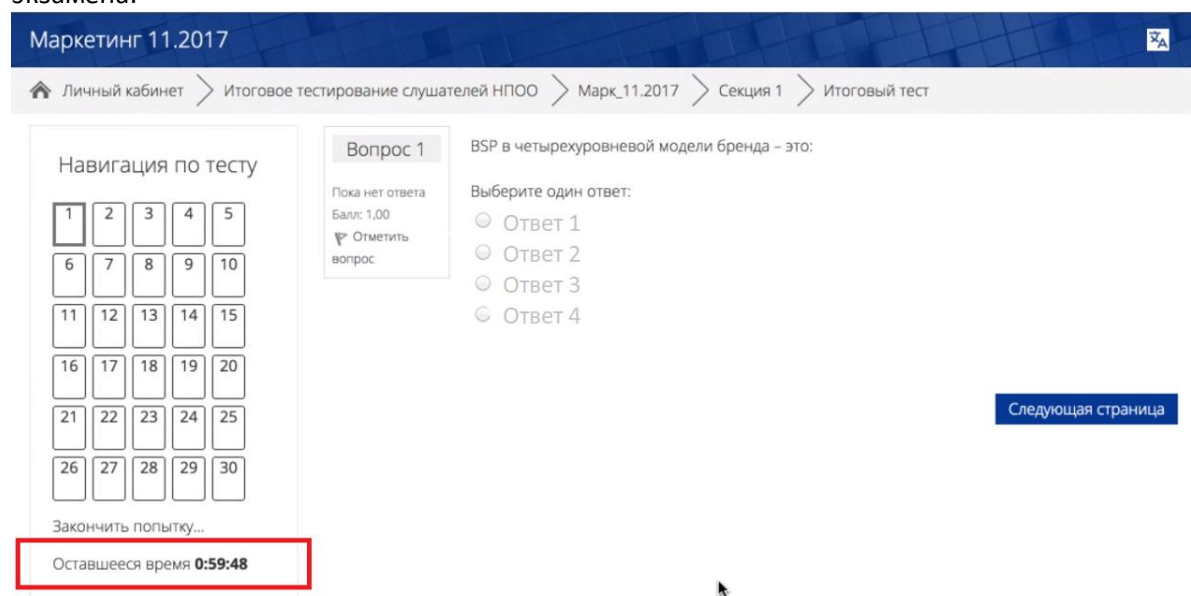 экзамена.
Маркетинг 11.2017
Личный кабинет
Итоговое тестирование слушателей НПОО
Марк_11.2017
Секция 1
Итоговый тест
Навигация по тесту
1 2 3 4 5
6 7 8 9 10
11 12 13 14 15
16 17 18 19 20
21 22 23 24 25
26 27 28 29 30
Закончить попытку...
Оставшееся время 0:59:48
Вопрос 1
Пока нет ответа
Балл: 1,00
Отметить
вопрос
BSP в четырехуровневой модели бренда – это:
Выберите один ответ:
Ответ 1
Ответ 2
Ответ 3
Ответ 4
Следующая страница